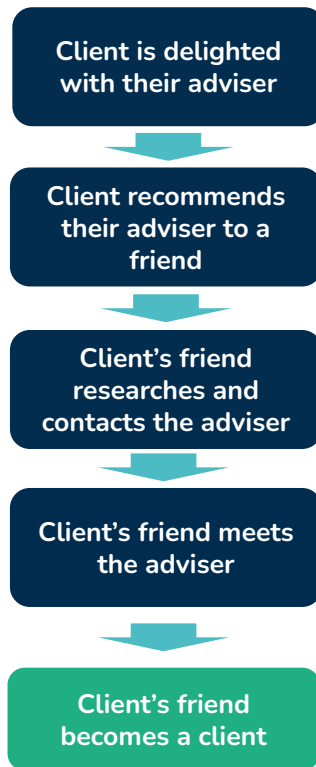 Client is delighted
with their adviser
Client recommends
their adviser to a
friend
Client’s friend
researches and
contacts the adviser
Client’s friend meets
the adviser
Client’s friend
becomes a client